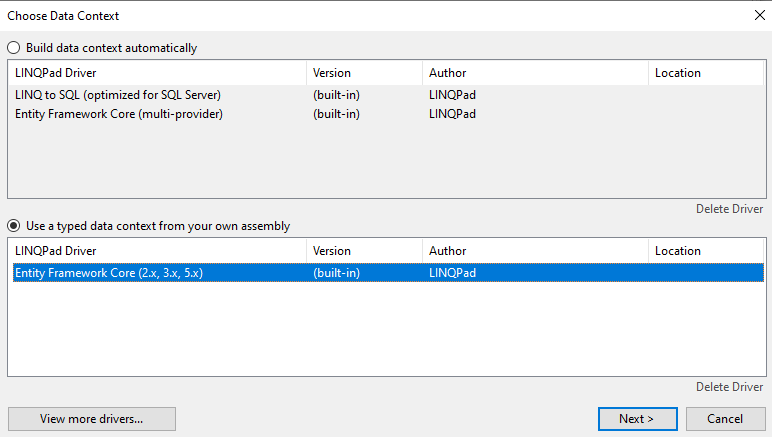 Choose Data Context
Build data context automatically
LINQPad Driver Version Author Location
LINQ to SQL (optimized for SQL Server) (built-in) LINQPad
Entity Framework Core (multi-provider) (built-in) LINQPad
Delete Driver
Use a typed data context from your own assembly
LINQPad Driver Version Author Location
Entity Framework Core (2.x, 3.x, 5.x) (built-in) LINQPad
Delete Driver
View more drivers... Next > Cancel